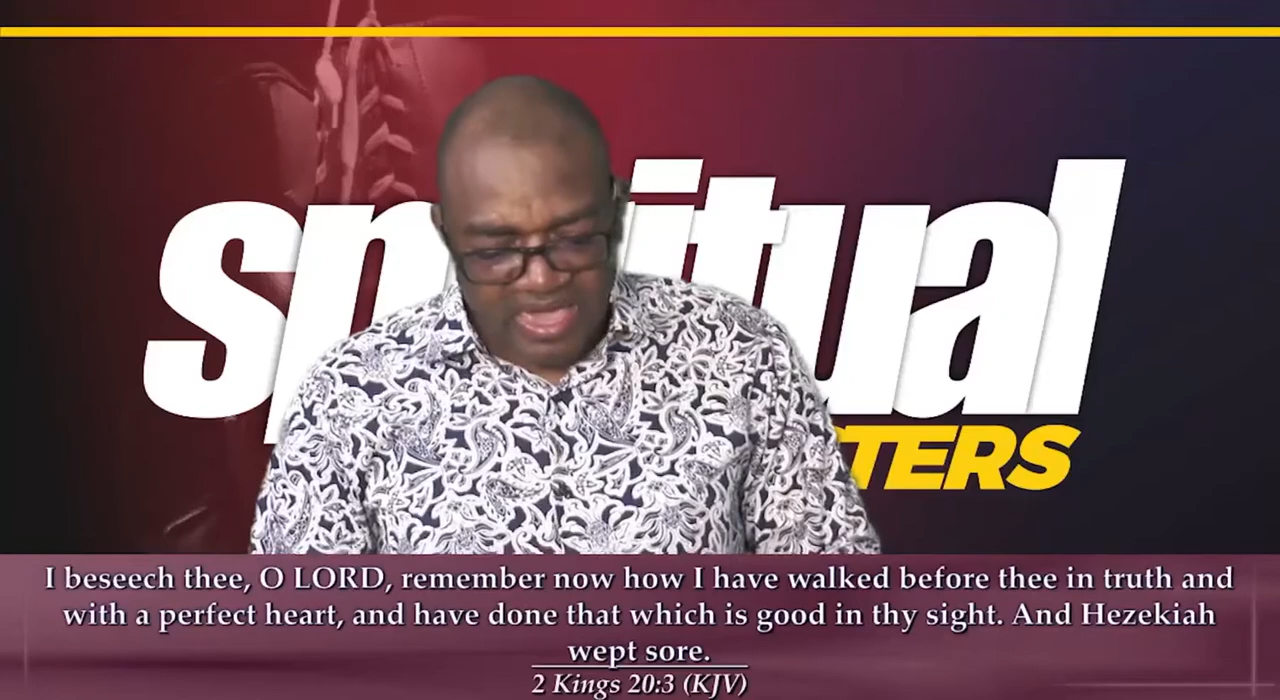 TERS
I beseech thee, O LORD, remember now how I have walked before thee in truth and
with a perfect heart, and have done that which is good in thy sight. And Hezekiah
wept sore.
2 Kings 20:3 (KJV)